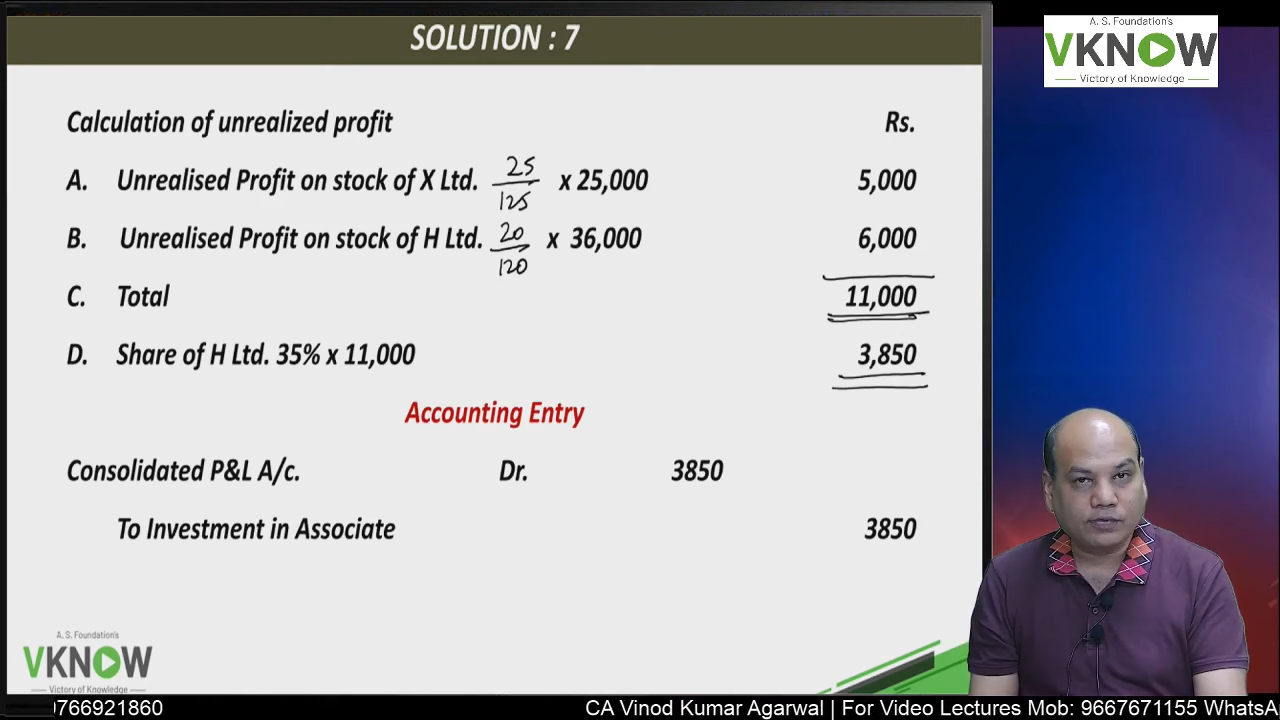 SOLUTION : 7
A. S. Foundation's
VKNOW
Victory of Knowledge
Calculation of unrealized profit Rs.
A. Unrealised Profit on stock of X Ltd. 25/125 x 25,000 5,000
B. Unrealised Profit on stock of H Ltd. 20/120 x 36,000 6,000
C. Total 11,000
D. Share of H Ltd. 35% x 11,000 3,850
Accounting Entry
Consolidated P&L A/c. Dr. 3850
To Investment in Associate 3850
A. S. Foundation's
VKNOW
Victory of Knowledge
0766921860 CA Vinod Kumar Agarwal | For Video Lectures Mob: 9667671155 WhatsA